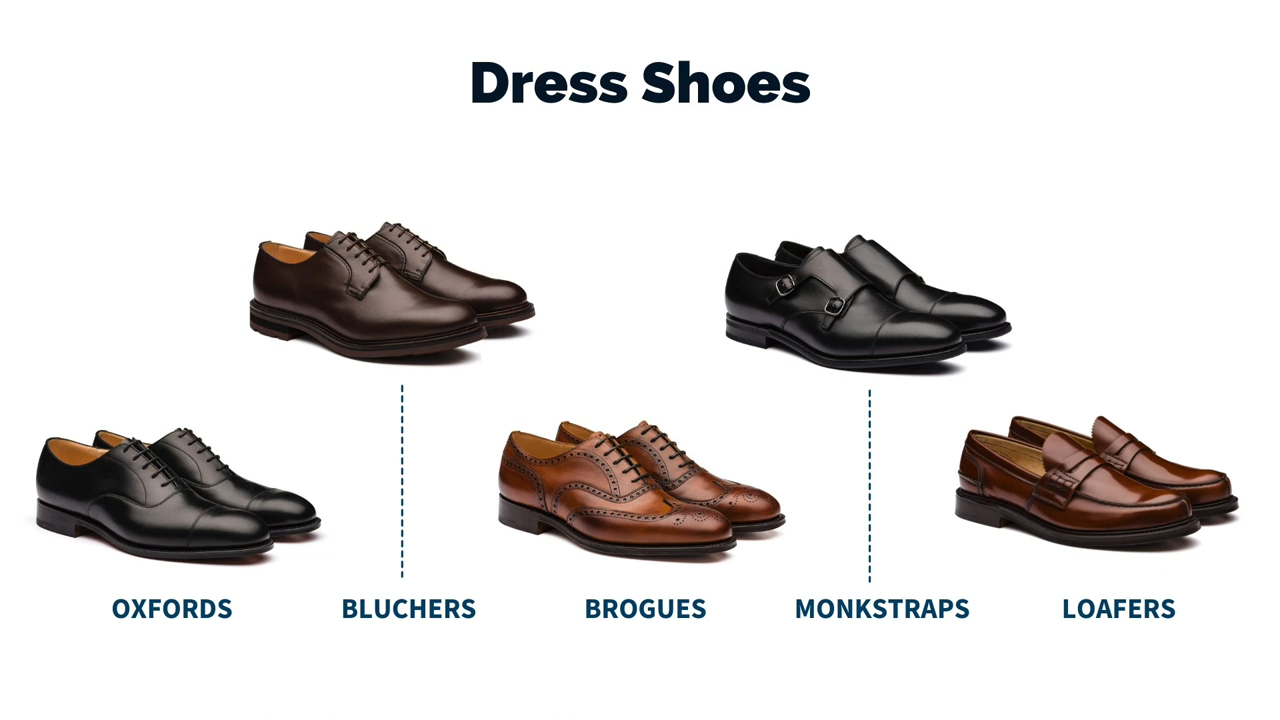 Dress Shoes
OXFORDS
BLUCHERS
BROGUES
MONKSTRAPS
LOAFERS